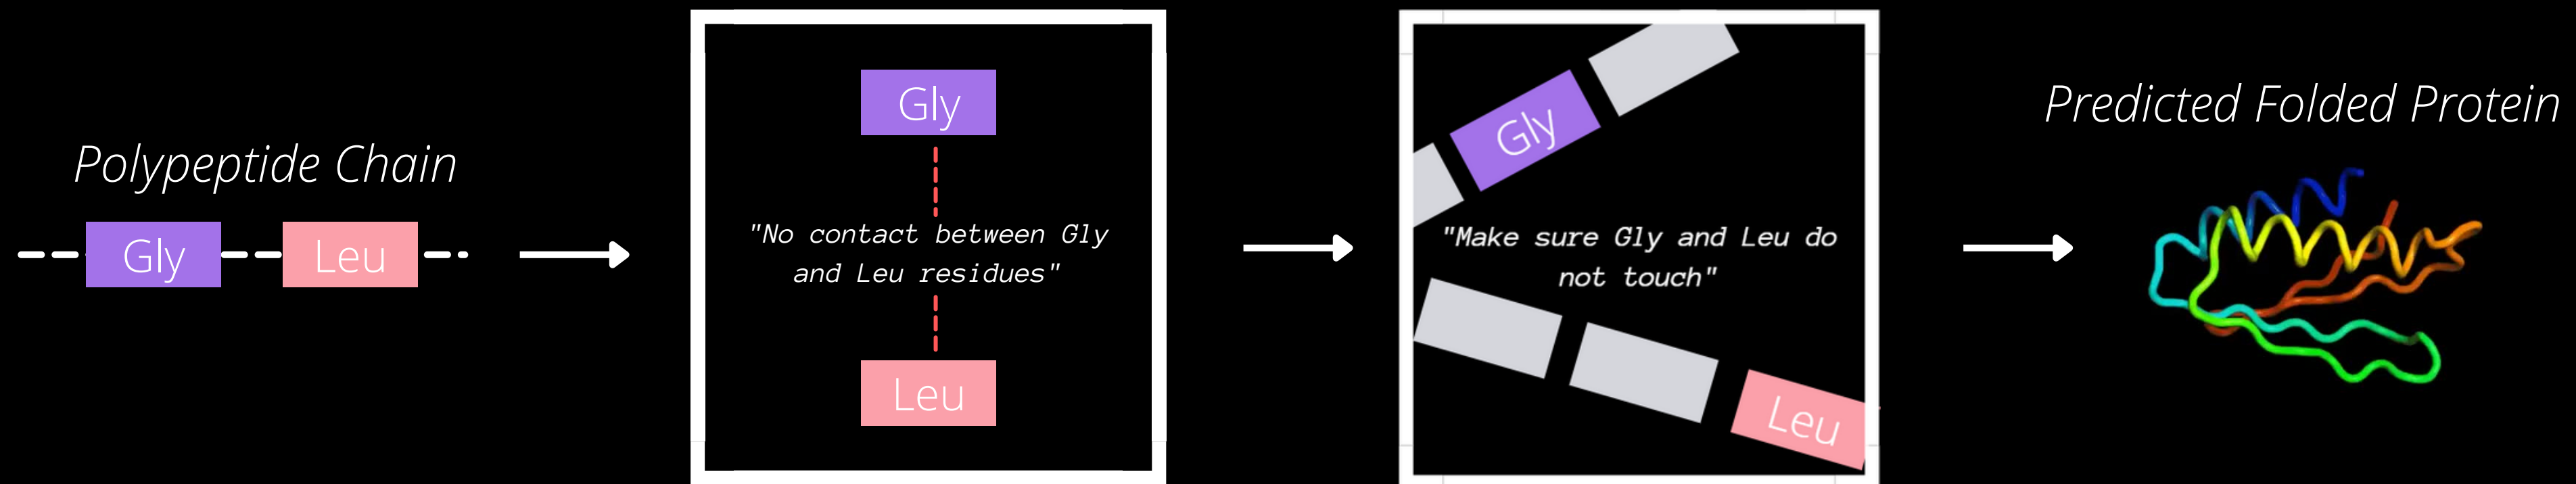 Polypeptide Chain
Gly
Leu
Gly
"No contact between Gly
and Leu residues"
Leu
Gly
"Make sure Gly and Leu do
not touch"
Leu
Predicted Folded Protein